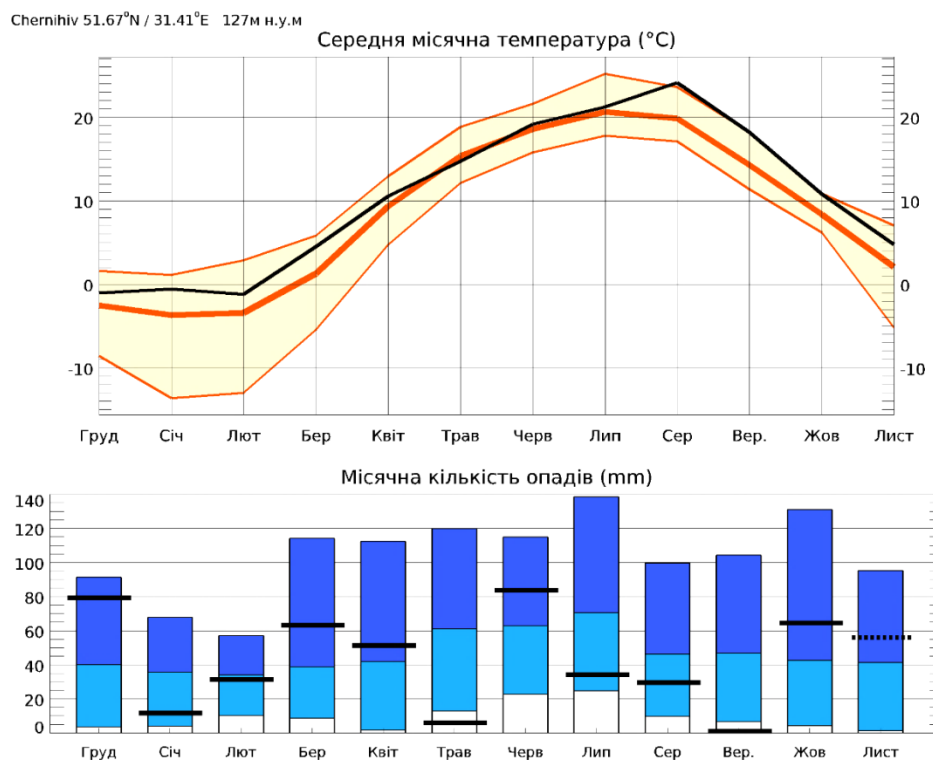 Chernihiv 51.67°N / 31.41°E 127м н.у.м
Середня місячна температура (°C)
20 20
10 10
0 0
-10 -10
Груд Січ Лют Бер Квіт Трав Черв Лип Сер Вер. Жов Лист
Місячна кількість опадів (mm)
140
120
100
80
60
40
20
0
Груд Січ Лют Бер Квіт Трав Черв Лип Сер Вер. Жов Лист